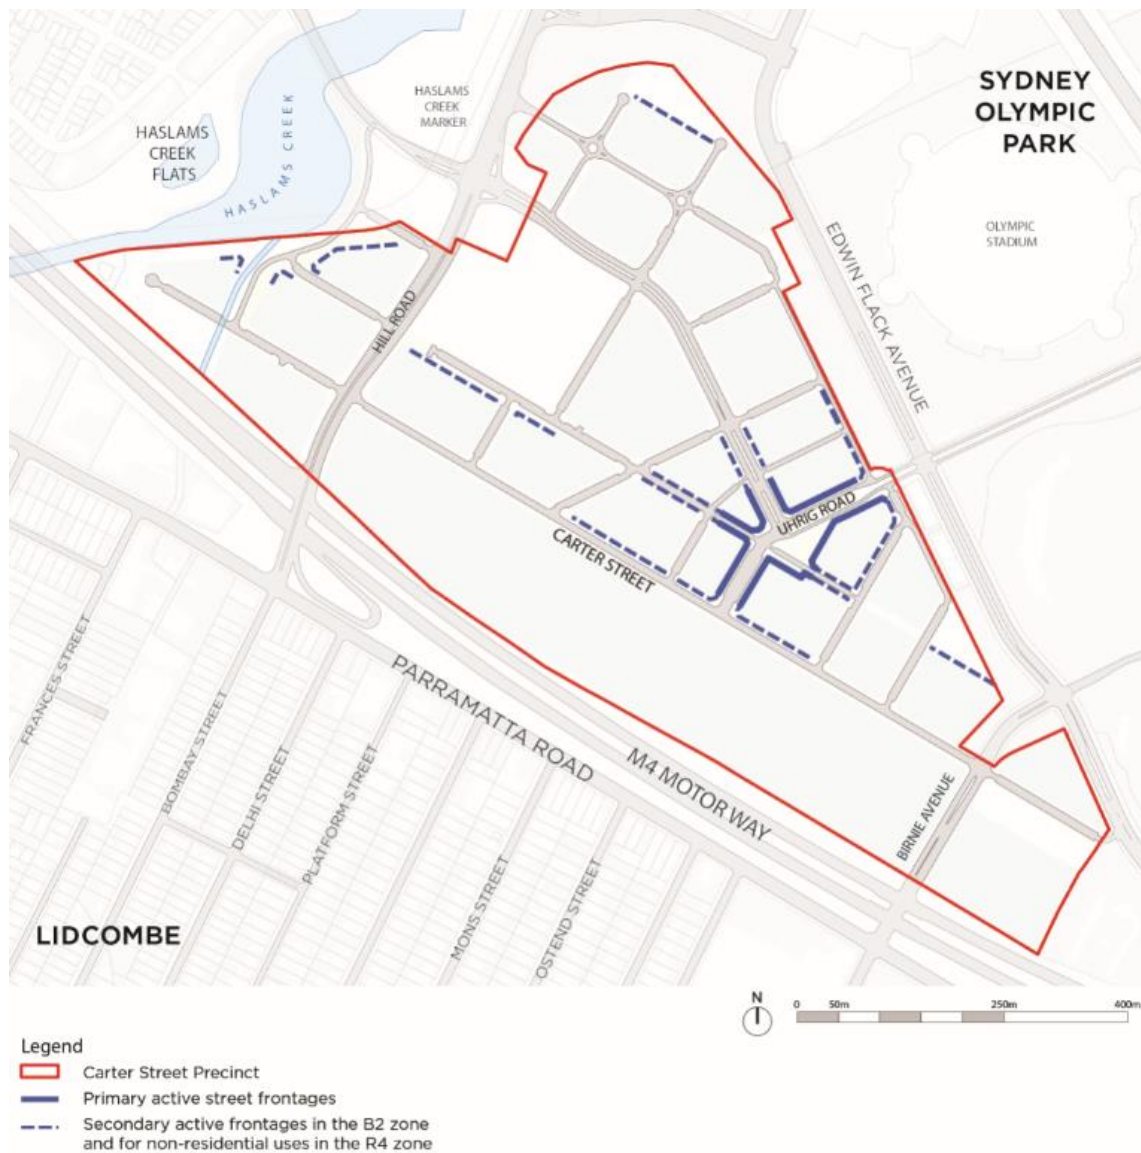 SYDNEY
OLYMPIC
PARK
HASLAMS
CREEK
MARKER
HASLAMS
CREEK
FLATS
HASLAMS CREEK
OLYMPIC
STADIUM
EDWIN FLACK AVENUE
HILL ROAD
UHRIG ROAD
CARTER STREET
PARRAMATTA ROAD
M4 MOTORWAY
BIRNIE AVENUE
FRANCES STREET
BOMBAY STREET
DELHI STREET
PLATFORM STREET
MONS STREET
OSTEND STREET
LIDCOMBE
N
0 50m 250m 400m
Legend
Carter Street Precinct
Primary active street frontages
Secondary active frontages in the B2 zone
and for non-residential uses in the R4 zone